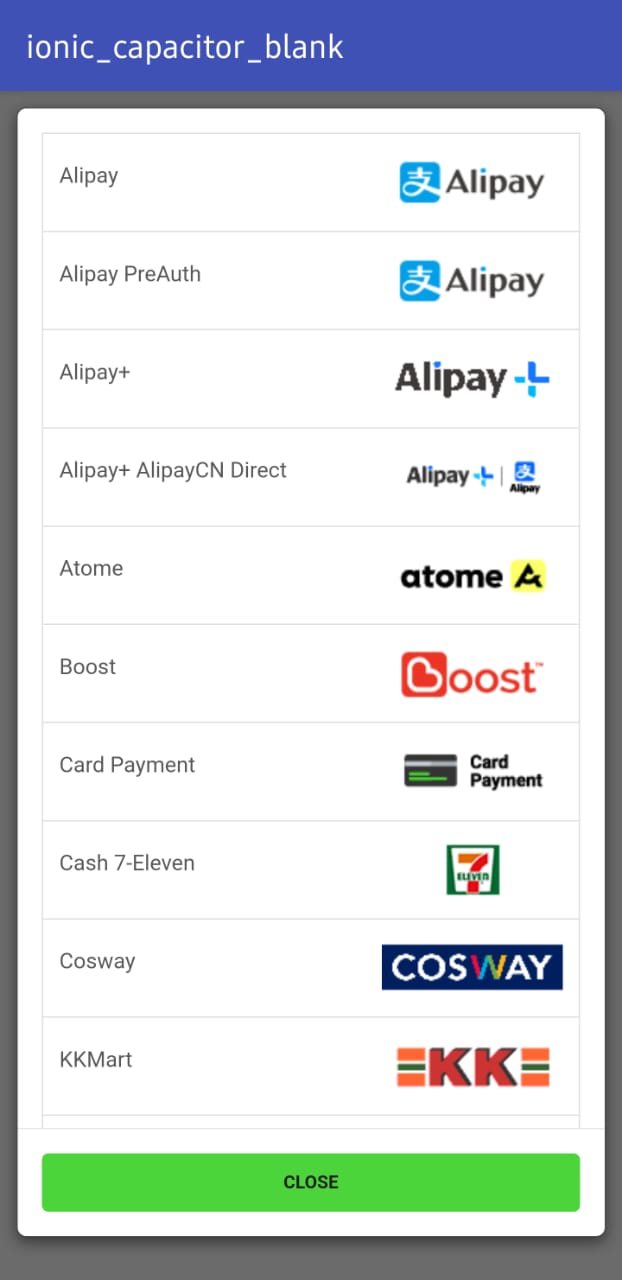 ionic_capacitor_blank
Alipay
支 Alipay
Alipay PreAuth
支 Alipay
Alipay+
Alipay
Alipay+ AlipayCN Direct
Alipay | 支 Alipay
Atome
atome A
Boost
Boost™
Card Payment
Card
Payment
Cash 7-Eleven
7
ELEVEN
Cosway
COSWAY
KKMart
KK
CLOSE